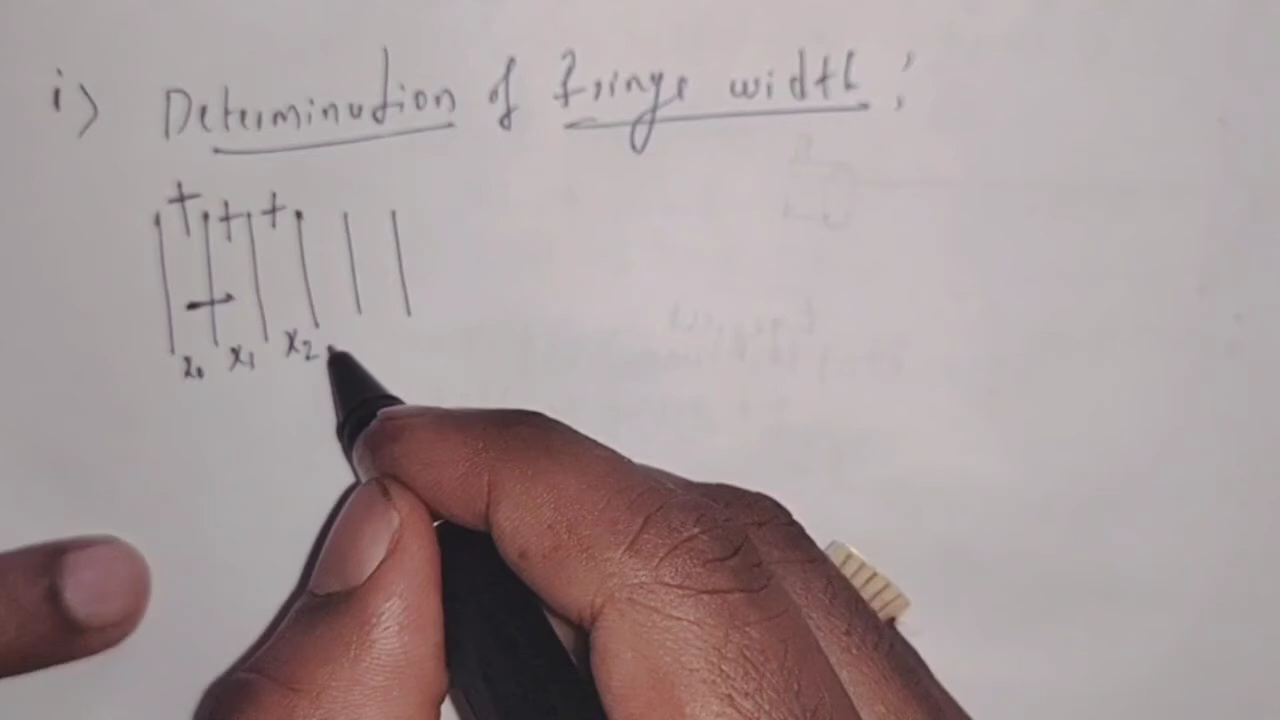 i) Determination of fringe width :
+ + +
x₀ x₁ x₂